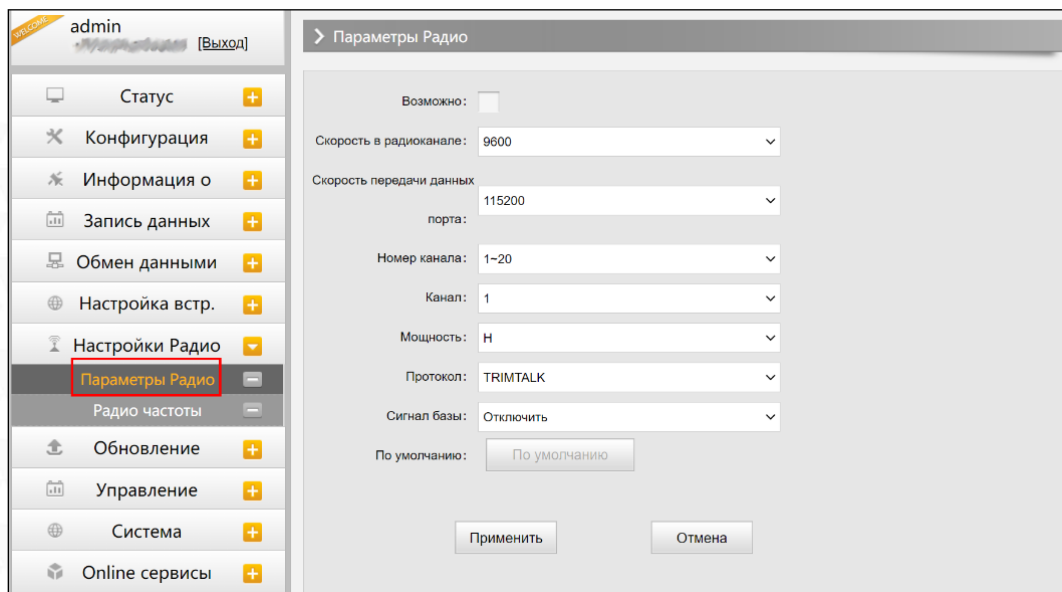 WELCOME
admin
[Выход]
Статус
Конфигурация
Информация о
Запись данных
Обмен данными
Настройка встр.
Настройки Радио
Параметры Радио
Радио частоты
Обновление
Управление
Система
Online сервисы
Параметры Радио
Возможно:
Скорость в радиоканале: 9600
Скорость передачи данных
порта: 115200
Номер канала: 1~20
Канал: 1
Мощность: H
Протокол: TRIMTALK
Сигнал базы: Отключить
По умолчанию: По умолчанию
Применить Отмена